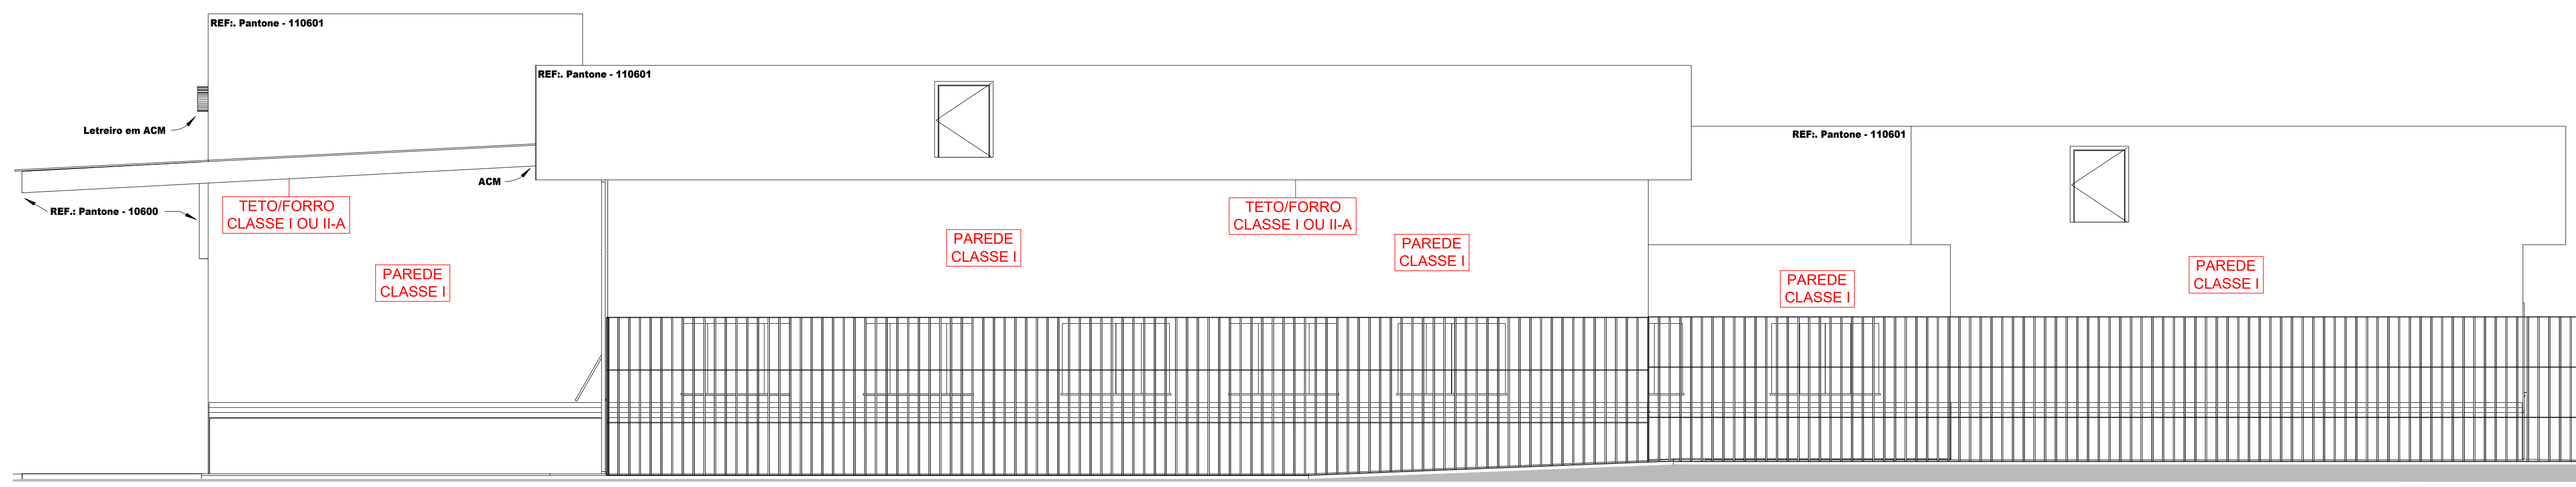 REF:. Pantone - 110601
REF:. Pantone - 110601
Letreiro em ACM
REF:. Pantone - 110601
ACM
REF.: Pantone - 10600
TETO/FORRO
CLASSE I OU II-A
TETO/FORRO
CLASSE I OU II-A
PAREDE
CLASSE I
PAREDE
CLASSE I
PAREDE
CLASSE I
PAREDE
CLASSE I
PAREDE
CLASSE I